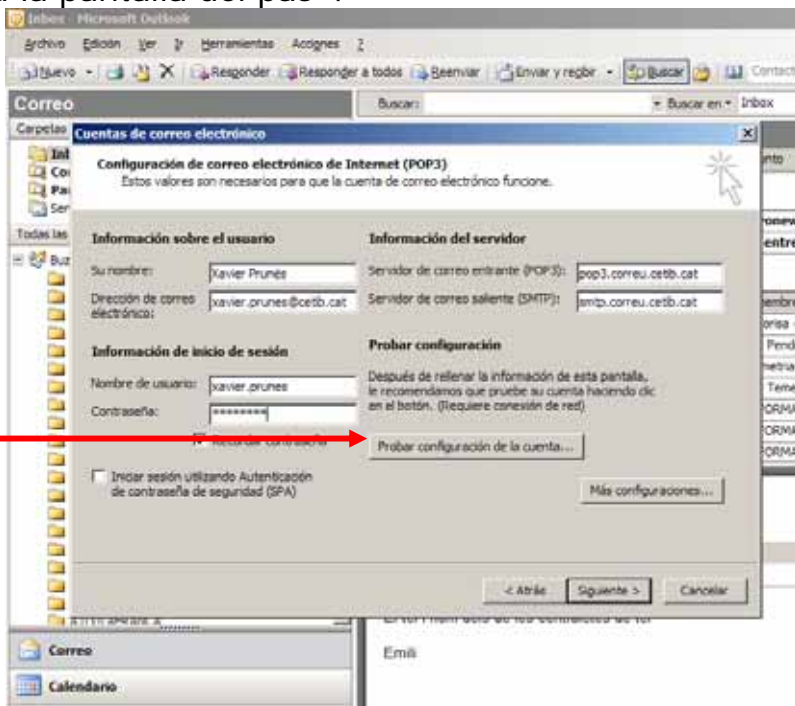 la pantalla del pas
Inbox - Microsoft Outlook
Archivo Edición Ver Ir Herramientas Acciones ?
Nuevo Responder Responder a todos Reenviar Enviar y recibir Buscar
Correo Buscar: Buscar en Inbox
Carpetas
Todas las
Cuentas de correo electrónico
Configuración de correo electrónico de Internet (POP3)
Estos valores son necesarios para que la cuenta de correo electrónico funcione.
Información sobre el usuario
Su nombre: Xavier Prunés
Dirección de correo electrónico: xavier.prunes@cetib.cat
Información del servidor
Servidor de correo entrante (POP3): pop3.correu.cetib.cat
Servidor de correo saliente (SMTP): smtp.correu.cetib.cat
Información de inicio de sesión
Nombre de usuario: xavier.prunes
Contraseña: ********
Recordar contraseña
Iniciar sesión utilizando Autenticación
de contraseña de seguridad (SPA)
Probar configuración
Después de rellenar la información de esta pantalla,
le recomendamos que pruebe su cuenta haciendo clic
en el botón. (Requiere conexión de red)
Probar configuración de la cuenta...
Más configuraciones...
< Atrás Siguiente > Cancelar
Emili
Correo
Calendario